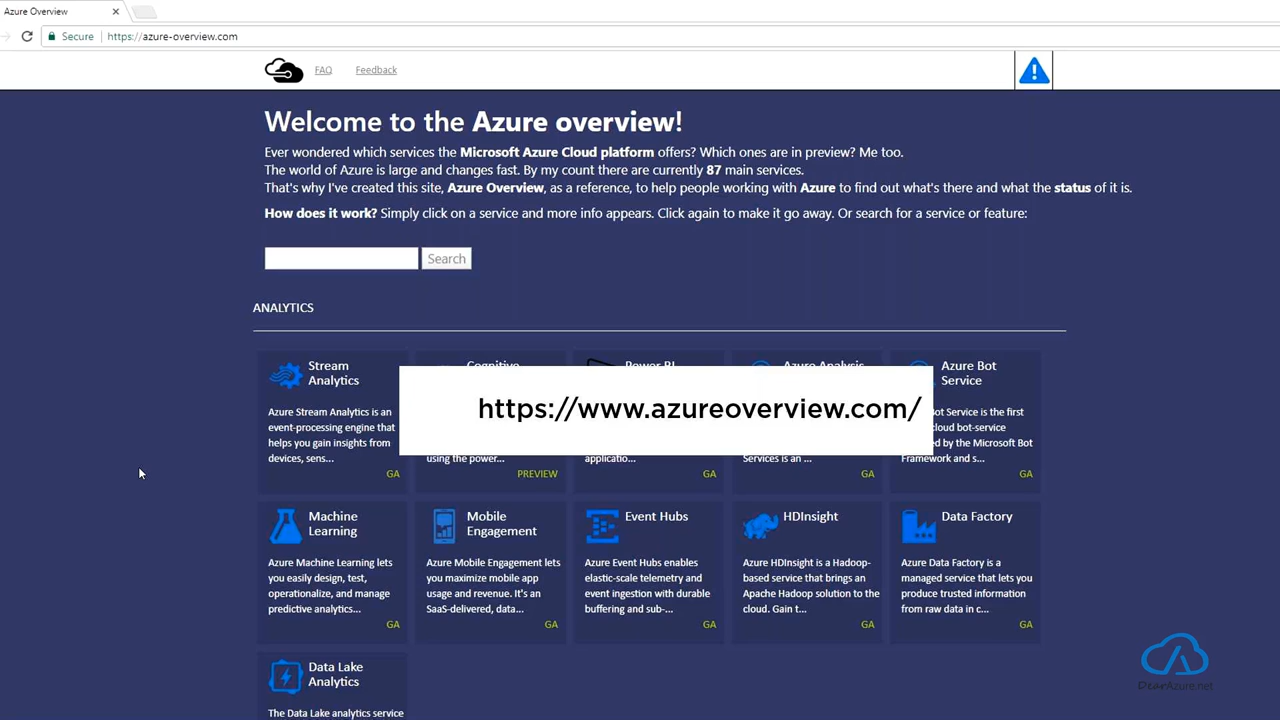 Azure Overview
Secure https://azure-overview.com
FAQ Feedback
Welcome to the Azure overview!
Ever wondered which services the Microsoft Azure Cloud platform offers? Which ones are in preview? Me too.
The world of Azure is large and changes fast. By my count there are currently 87 main services.
That's why I've created this site, Azure Overview, as a reference, to help people working with Azure to find out what's there and what the status of it is.
How does it work? Simply click on a service and more info appears. Click again to make it go away. Or search for a service or feature:
Search
ANALYTICS
Stream
Analytics
Azure Stream Analytics is an
event-processing engine that
helps you gain insights from
devices, sens...
GA
Cognitive
using the power...
PREVIEW
Power BI
applicatio...
GA
Azure Analysis
Services is an ...
GA
Azure Bot
Service
Bot Service is the first
cloud bot-service
by the Microsoft Bot
Framework and s...
GA
https://www.azureoverview.com/
Machine
Learning
Azure Machine Learning lets
you easily design, test,
operationalize, and manage
predictive analytics...
GA
Mobile
Engagement
Azure Mobile Engagement lets
you maximize mobile app
usage and revenue. It's an
SaaS-delivered, data...
GA
Event Hubs
Azure Event Hubs enables
elastic-scale telemetry and
event ingestion with durable
buffering and sub-...
GA
HDInsight
Azure HDInsight is a Hadoop-
based service that brings an
Apache Hadoop solution to the
cloud. Gain t...
GA
Data Factory
Azure Data Factory is a
managed service that lets you
produce trusted information
from raw data in c...
GA
Data Lake
Analytics
The Data Lake analytics service
DearAzure.net